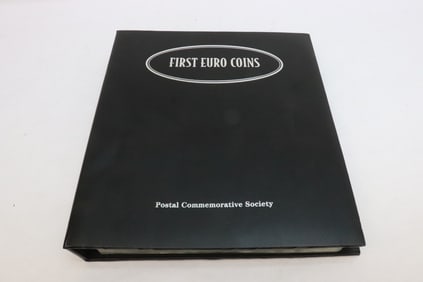 FIRST EURO COINS
Postal Commemorative Society